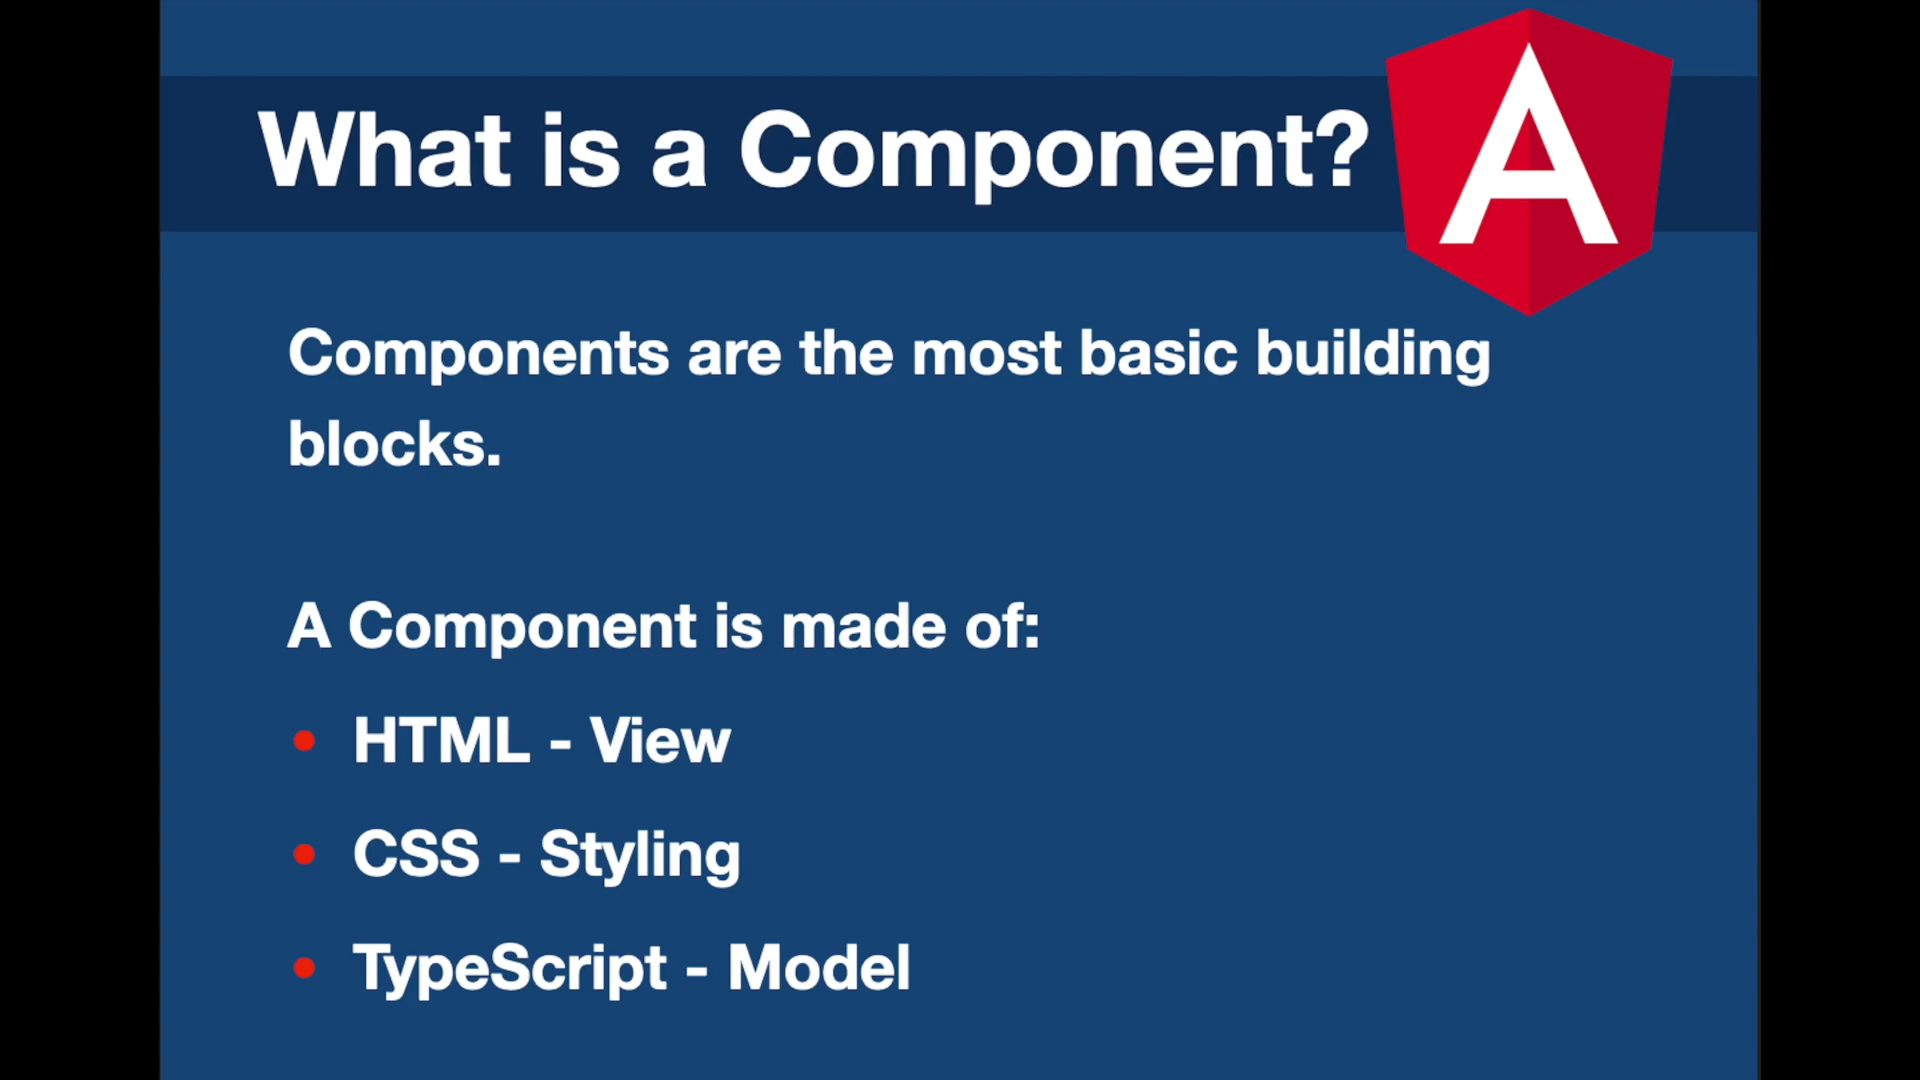 What is a Component?
Components are the most basic building
blocks.
A Component is made of:
• HTML - View
• CSS - Styling
• TypeScript - Model